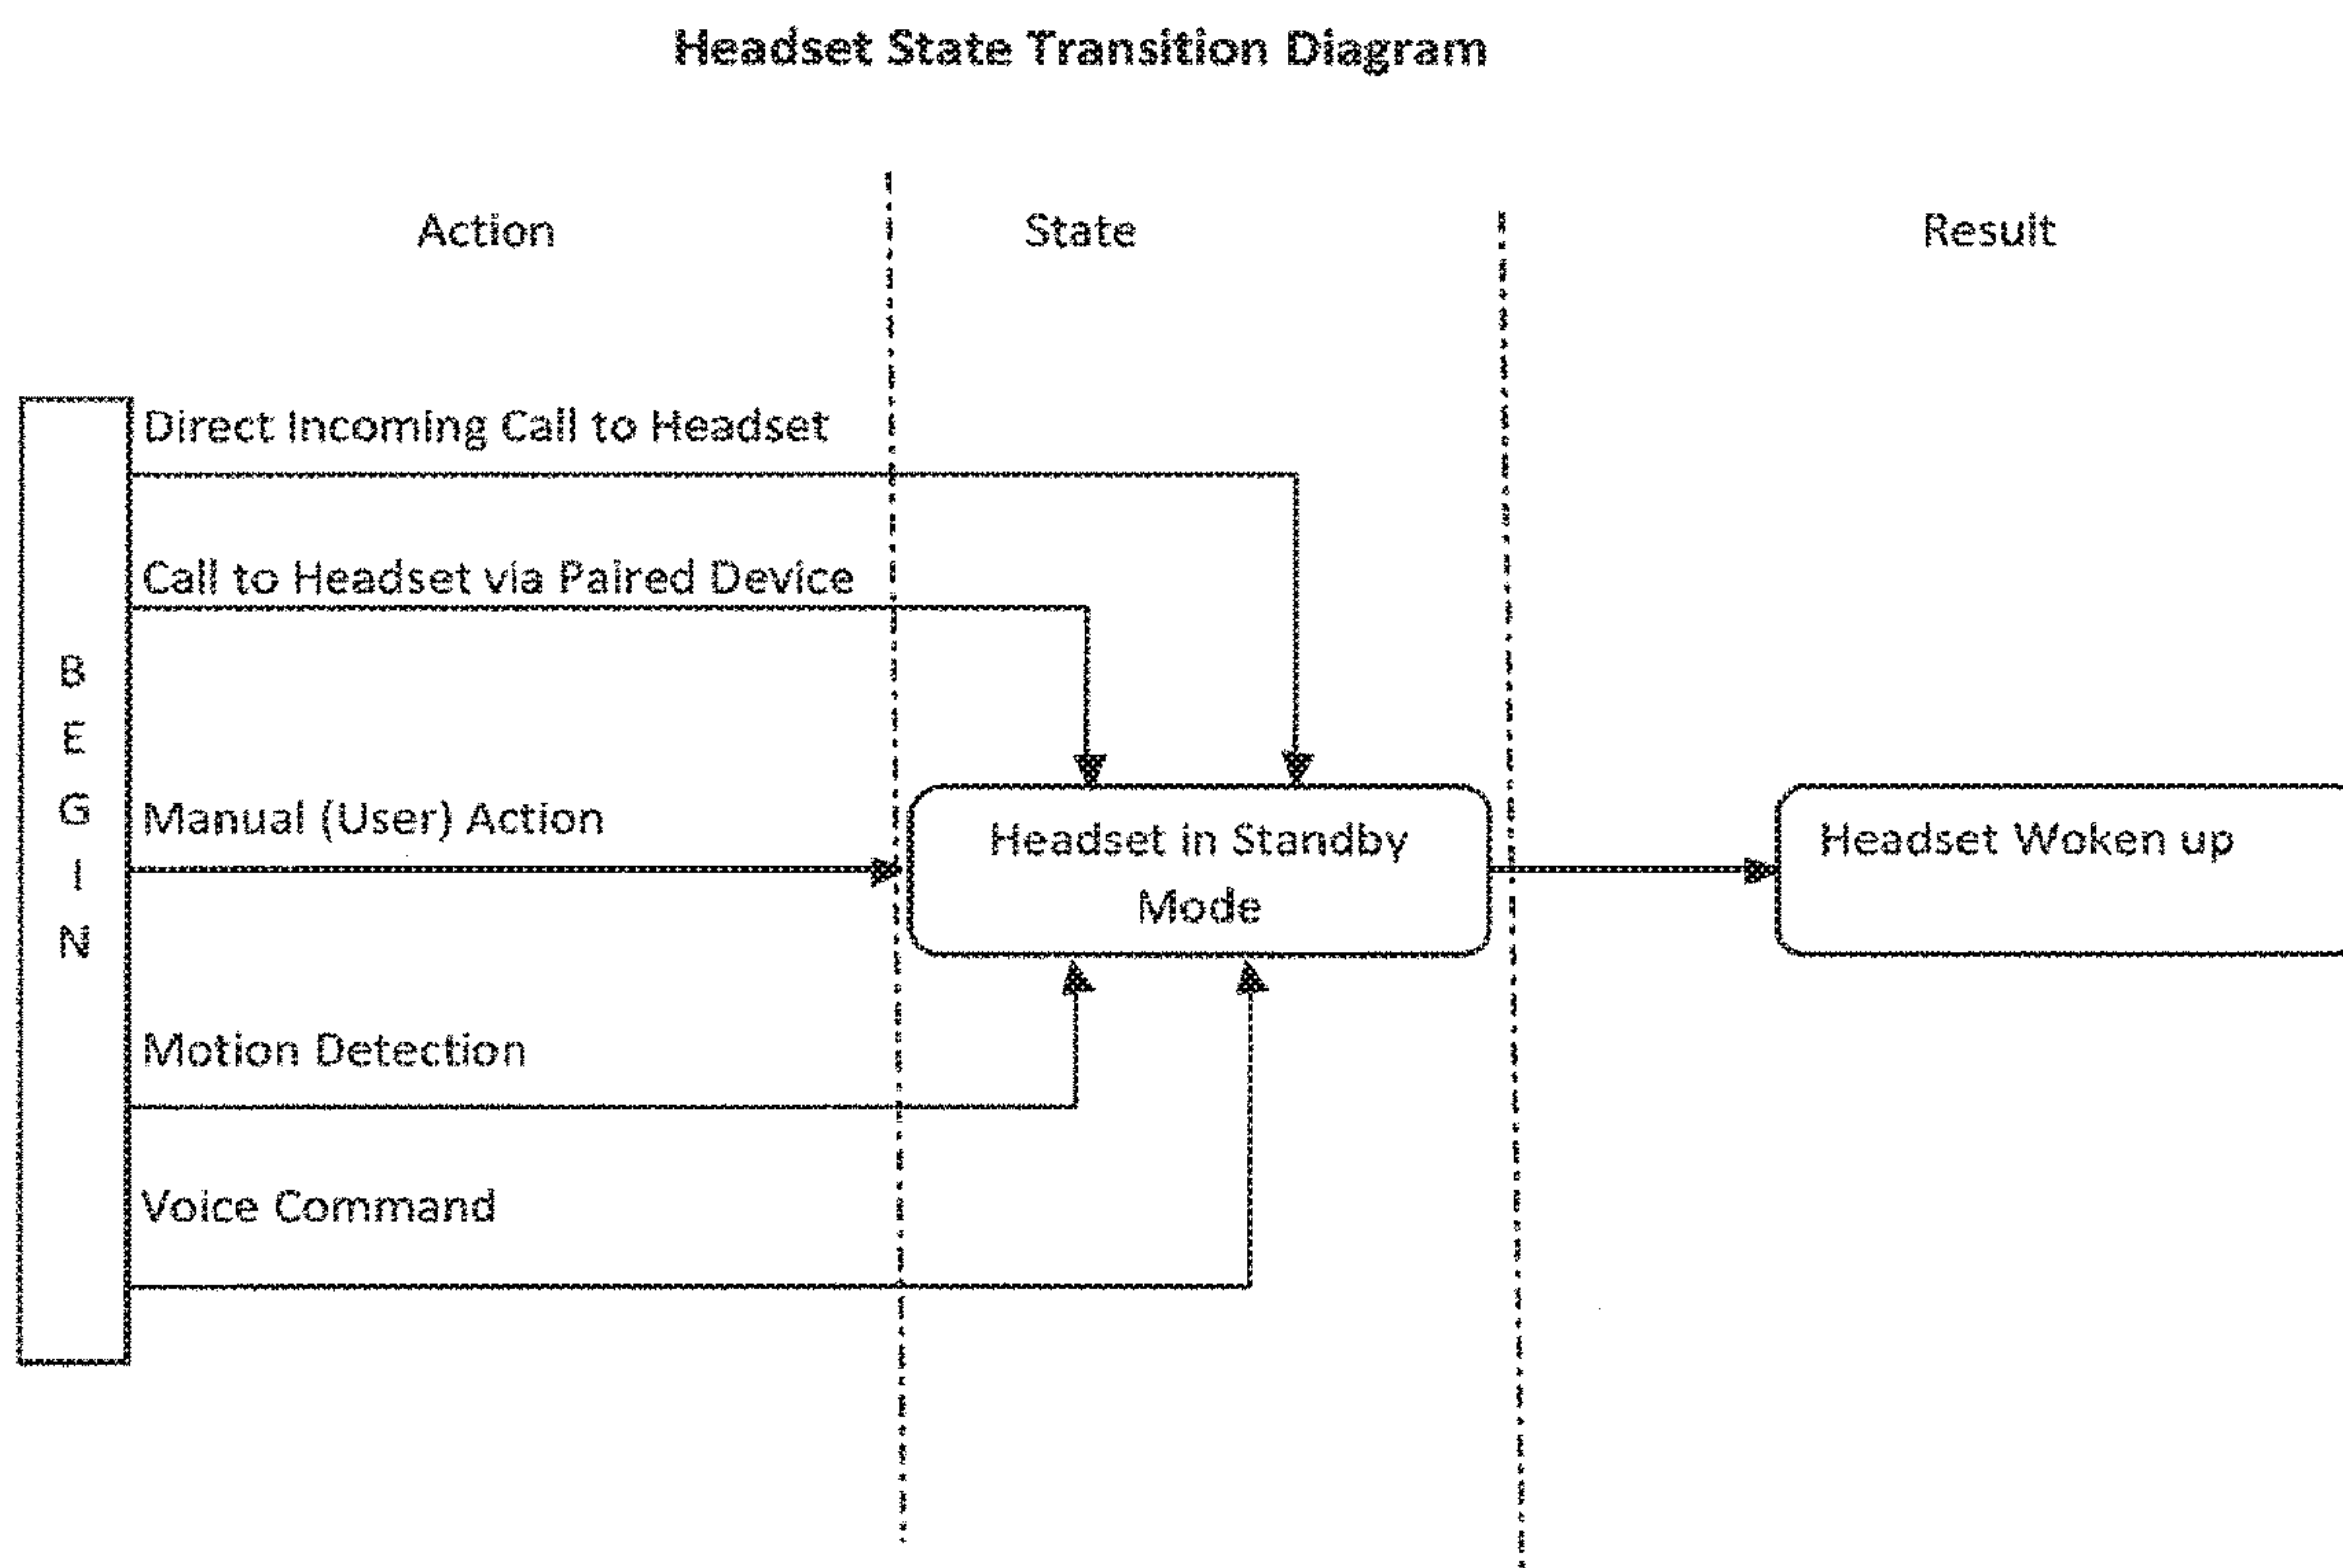 Headset State Transition Diagram
Action
State
Result
Direct Incoming Call to Headset
Call to Headset via Paired Device
B
E
G
I
N
Manual (User) Action
Headset in Standby
Mode
Headset Woken up
Motion Detection
Voice Command